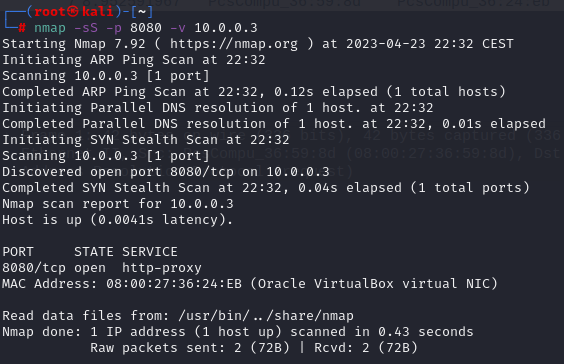 ┌──(root㉿kali)-[~]
└─# nmap -sS -p 8080 -v 10.0.0.3
Starting Nmap 7.92 ( https://nmap.org ) at 2023-04-23 22:32 CEST
Initiating ARP Ping Scan at 22:32
Scanning 10.0.0.3 [1 port]
Completed ARP Ping Scan at 22:32, 0.12s elapsed (1 total hosts)
Initiating Parallel DNS resolution of 1 host. at 22:32
Completed Parallel DNS resolution of 1 host. at 22:32, 0.01s elapsed
Initiating SYN Stealth Scan at 22:32
Scanning 10.0.0.3 [1 port]
Discovered open port 8080/tcp on 10.0.0.3
Completed SYN Stealth Scan at 22:32, 0.04s elapsed (1 total ports)
Nmap scan report for 10.0.0.3
Host is up (0.0041s latency).
PORT     STATE SERVICE
8080/tcp open  http-proxy
MAC Address: 08:00:27:36:24:EB (Oracle VirtualBox virtual NIC)
Read data files from: /usr/bin/../share/nmap
Nmap done: 1 IP address (1 host up) scanned in 0.43 seconds
           Raw packets sent: 2 (72B) | Rcvd: 2 (72B)